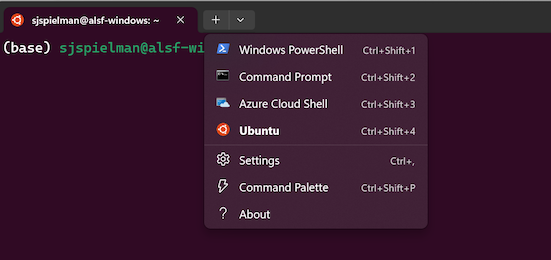 sjspielman@alsf-windows: ~
(base) sjspielman@alsf-wi
Windows PowerShell Ctrl+Shift+1
Command Prompt Ctrl+Shift+2
Azure Cloud Shell Ctrl+Shift+3
Ubuntu Ctrl+Shift+4
Settings Ctrl+,
Command Palette Ctrl+Shift+P
About